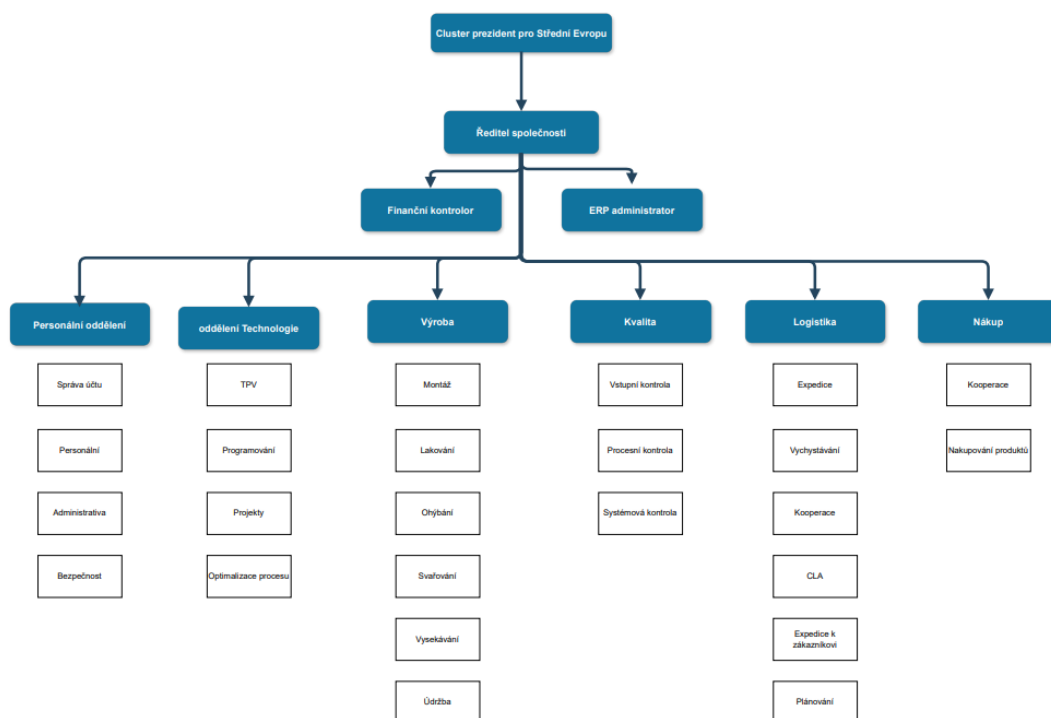 Cluster prezident pro Střední Evropu
Ředitel společnosti
Finanční kontrolor
ERP administrator
Personální oddělení
oddělení Technologie
Výroba
Kvalita
Logistika
Nákup
Správa účtu
TPV
Montáž
Vstupní kontrola
Expedice
Kooperace
Personální
Programování
Lakování
Procesní kontrola
Vychystávání
Nakupování produktů
Administrativa
Projekty
Ohýbání
Systémová kontrola
Kooperace
Bezpečnost
Optimalizace procesu
Svařování
CLA
Vysekávání
Expedice k
zákazníkovi
Údržba
Plánování